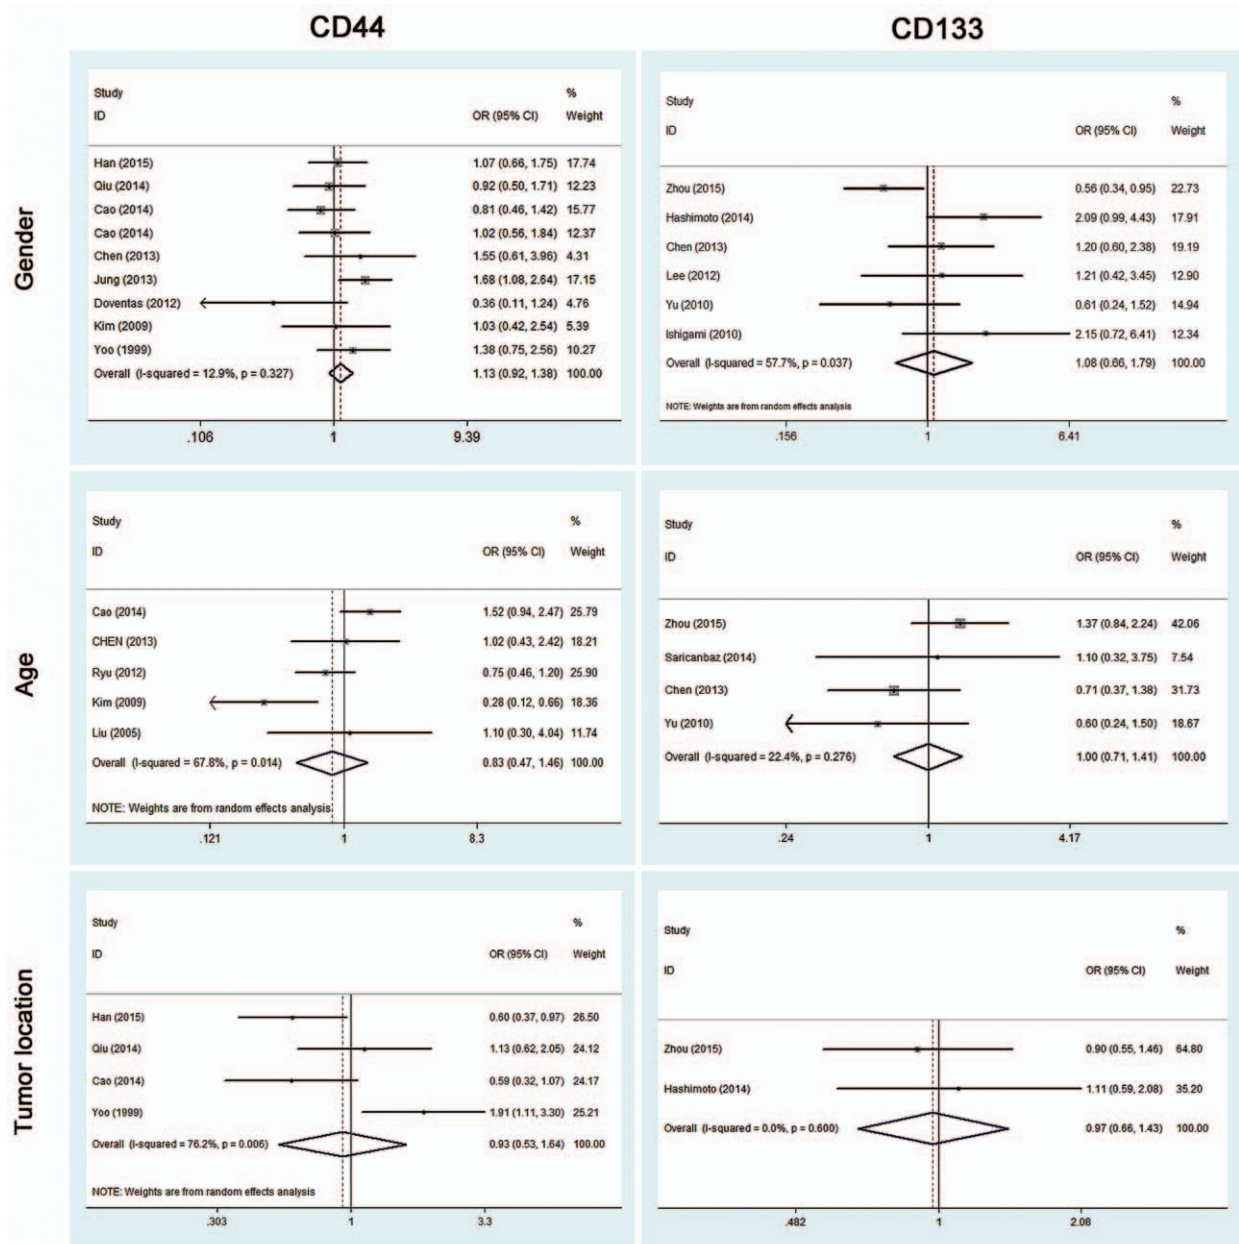 CD44
CD133
Gender
Study %
ID OR (95% CI) Weight
Han (2015) 1.07 (0.66, 1.75) 17.74
Qiu (2014) 0.92 (0.50, 1.71) 12.23
Cao (2014) 0.81 (0.46, 1.42) 15.77
Cao (2014) 1.02 (0.56, 1.84) 12.37
Chen (2013) 1.55 (0.61, 3.96) 4.31
Jung (2013) 1.68 (1.08, 2.64) 17.15
Doventas (2012) 0.36 (0.11, 1.24) 4.76
Kim (2009) 1.03 (0.42, 2.54) 5.39
Yoo (1999) 1.38 (0.75, 2.56) 10.27
Overall (I-squared = 12.9%, p = 0.327) 1.13 (0.92, 1.38) 100.00
.106 1 9.39
Study %
ID OR (95% CI) Weight
Zhou (2015) 0.56 (0.34, 0.95) 22.73
Hashimoto (2014) 2.09 (0.99, 4.43) 17.91
Chen (2013) 1.20 (0.60, 2.38) 19.19
Lee (2012) 1.21 (0.42, 3.45) 12.90
Yu (2010) 0.61 (0.24, 1.52) 14.94
Ishigami (2010) 2.15 (0.72, 6.41) 12.34
Overall (I-squared = 57.7%, p = 0.037) 1.08 (0.66, 1.79) 100.00
NOTE: Weights are from random effects analysis
.156 1 6.41
Age
Study %
ID OR (95% CI) Weight
Cao (2014) 1.52 (0.94, 2.47) 25.79
CHEN (2013) 1.02 (0.43, 2.42) 18.21
Ryu (2012) 0.75 (0.46, 1.20) 25.90
Kim (2009) 0.28 (0.12, 0.66) 18.36
Liu (2005) 1.10 (0.30, 4.04) 11.74
Overall (I-squared = 67.8%, p = 0.014) 0.83 (0.47, 1.46) 100.00
NOTE: Weights are from random effects analysis
.121 1 8.3
Study %
ID OR (95% CI) Weight
Zhou (2015) 1.37 (0.84, 2.24) 42.06
Saricanbaz (2014) 1.10 (0.32, 3.75) 7.54
Chen (2013) 0.71 (0.37, 1.38) 31.73
Yu (2010) 0.60 (0.24, 1.50) 18.67
Overall (I-squared = 22.4%, p = 0.276) 1.00 (0.71, 1.41) 100.00
.24 1 4.17
Tumor location
Study %
ID OR (95% CI) Weight
Han (2015) 0.60 (0.37, 0.97) 26.50
Qiu (2014) 1.13 (0.62, 2.05) 24.12
Cao (2014) 0.59 (0.32, 1.07) 24.17
Yoo (1999) 1.91 (1.11, 3.30) 25.21
Overall (I-squared = 76.2%, p = 0.006) 0.93 (0.53, 1.64) 100.00
NOTE: Weights are from random effects analysis
.303 1 3.3
Study %
ID OR (95% CI) Weight
Zhou (2015) 0.90 (0.55, 1.46) 64.80
Hashimoto (2014) 1.11 (0.59, 2.08) 35.20
Overall (I-squared = 0.0%, p = 0.600) 0.97 (0.66, 1.43) 100.00
.482 1 2.08